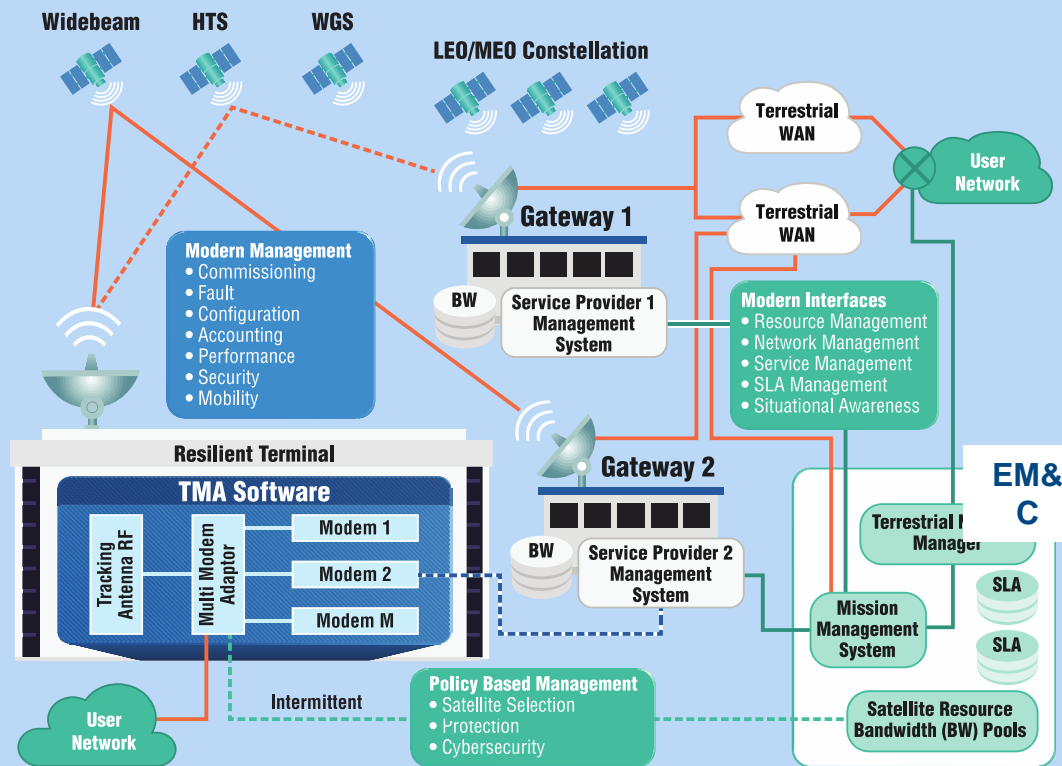 Widebeam
HTS
WGS
LEO/MEO Constellation
Terrestrial
WAN
User
Network
Terrestrial
WAN
Gateway 1
Modern Management
• Commissioning
• Fault
• Configuration
• Accounting
• Performance
• Security
• Mobility
BW
Service Provider 1
Management
System
Modern Interfaces
• Resource Management
• Network Management
• Service Management
• SLA Management
• Situational Awareness
Resilient Terminal
TMA Software
Tracking
Antenna RF
Multi Modem
Adaptor
Modem 1
Modem 2
Modem M
Gateway 2
BW
Service Provider 2
Management
System
EM&
C
Terrestrial
Manager
SLA
Mission
Management
System
SLA
Satellite Resource
Bandwidth (BW) Pools
Policy Based Management
• Satellite Selection
• Protection
• Cybersecurity
Intermittent
User
Network